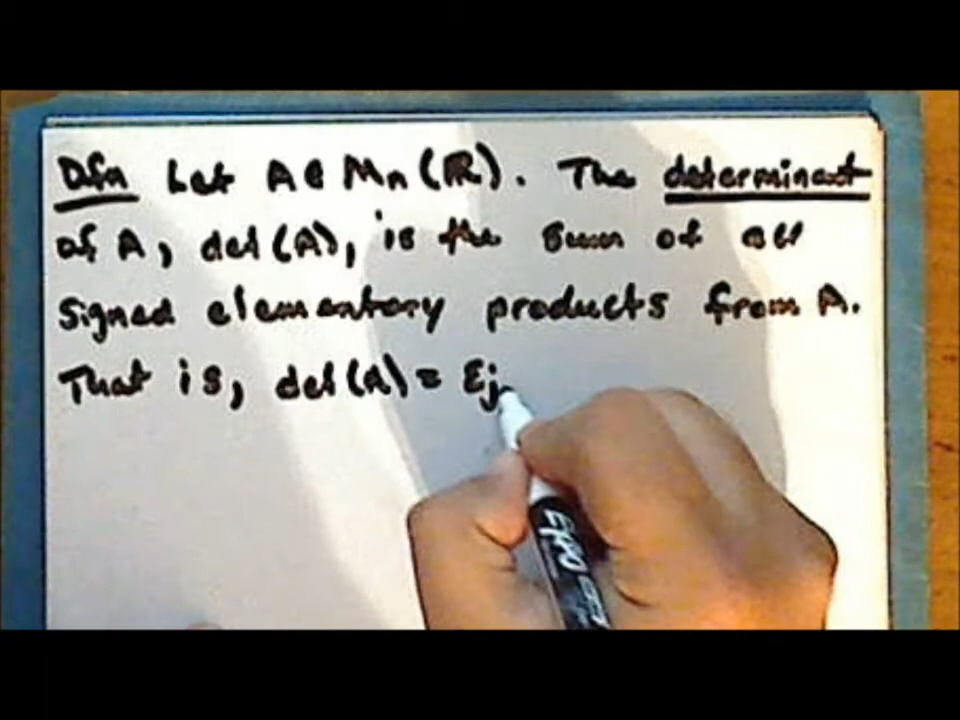 Dfn Let A ∈ Mn (ℝ). The determinant
of A, det(A), is the sum of all
signed elementary products from A.
That is, det(A) = Σj
EXPO